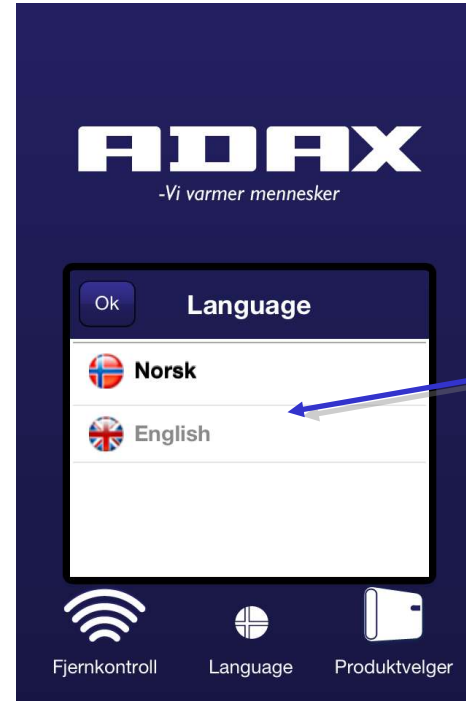 ADAX
-Vi varmer mennesker
Ok Language
Norsk
English
Fjernkontroll Language Produktvelger